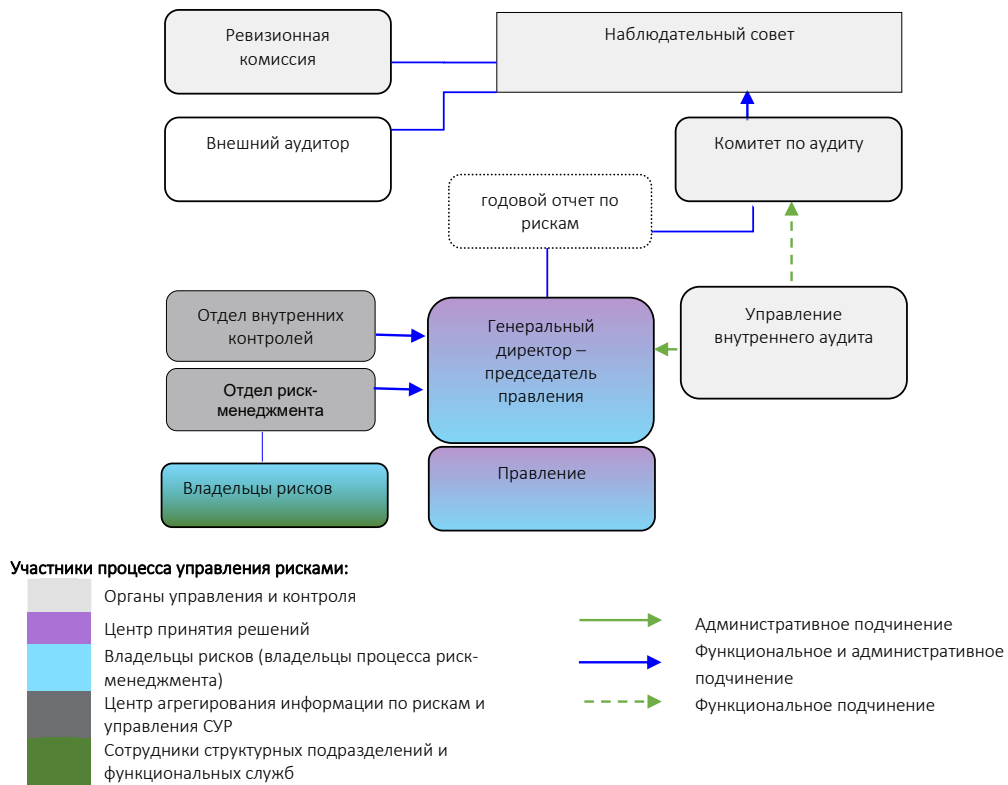 Ревизионная
комиссия
Наблюдательный совет
Внешний аудитор
Комитет по аудиту
годовой отчет по
рискам
Отдел внутренних
контролей
Генеральный
директор –
председатель
правления
Управление
внутреннего аудита
Отдел риск-
менеджмента
Правление
Владельцы рисков
Участники процесса управления рисками:
Органы управления и контроля
Центр принятия решений
Владельцы рисков (владельцы процесса риск-
менеджмента)
Центр агрегирования информации по рискам и
управления СУР
Сотрудники структурных подразделений и
функциональных служб
Административное подчинение
Функциональное и административное
подчинение
Функциональное подчинение